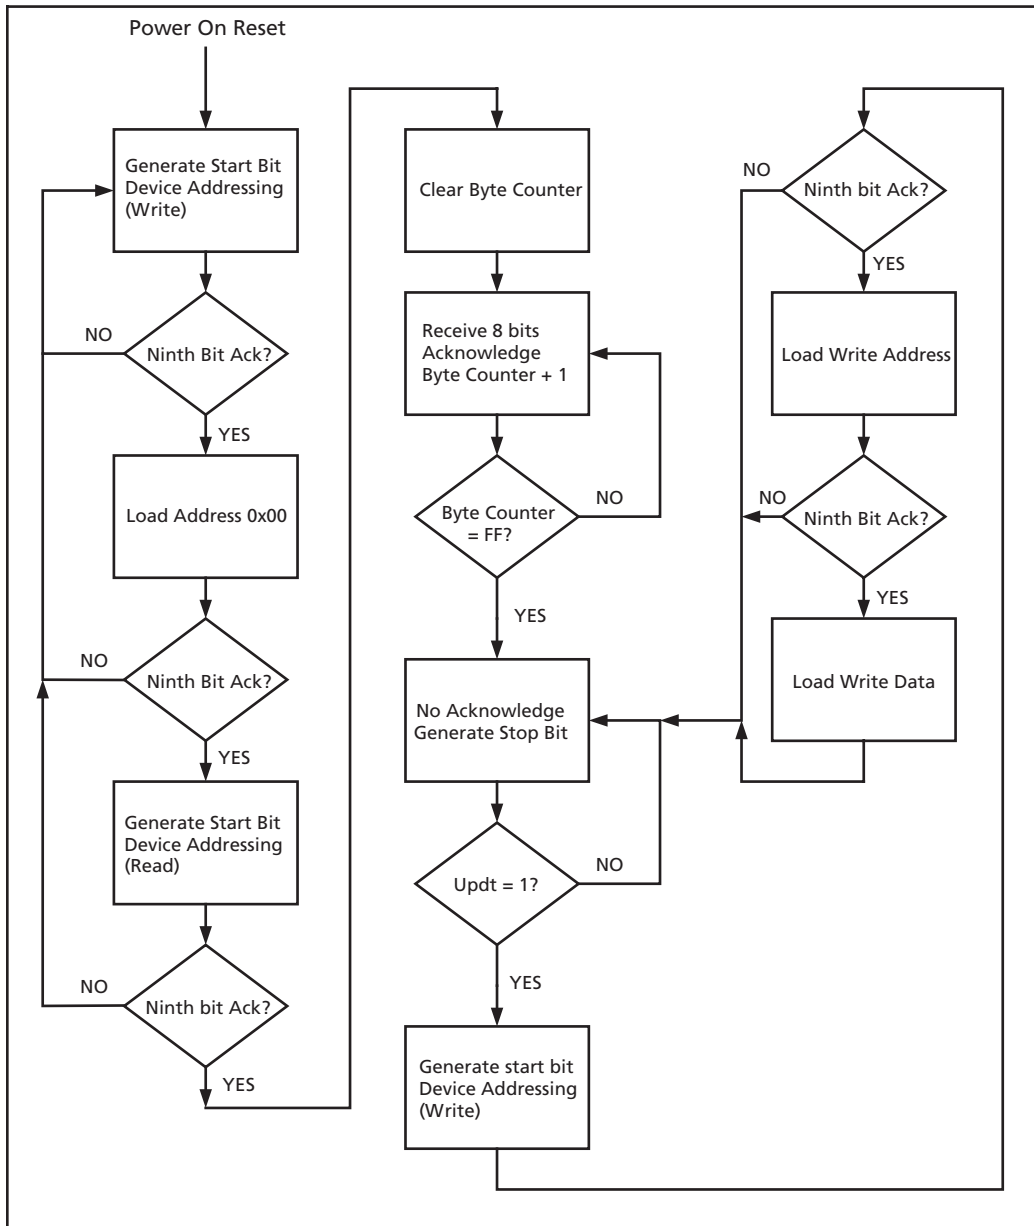 Power On Reset
Generate Start Bit
Device Addressing
(Write)
NO
Ninth Bit Ack?
YES
Load Address 0x00
NO
Ninth Bit Ack?
YES
Generate Start Bit
Device Addressing
(Read)
NO
Ninth bit Ack?
YES
Clear Byte Counter
Receive 8 bits
Acknowledge
Byte Counter + 1
Byte Counter
= FF?
NO
YES
No Acknowledge
Generate Stop Bit
Updt = 1?
NO
YES
Generate start bit
Device Addressing
(Write)
NO
Ninth bit Ack?
YES
Load Write Address
NO
Ninth Bit Ack?
YES
Load Write Data